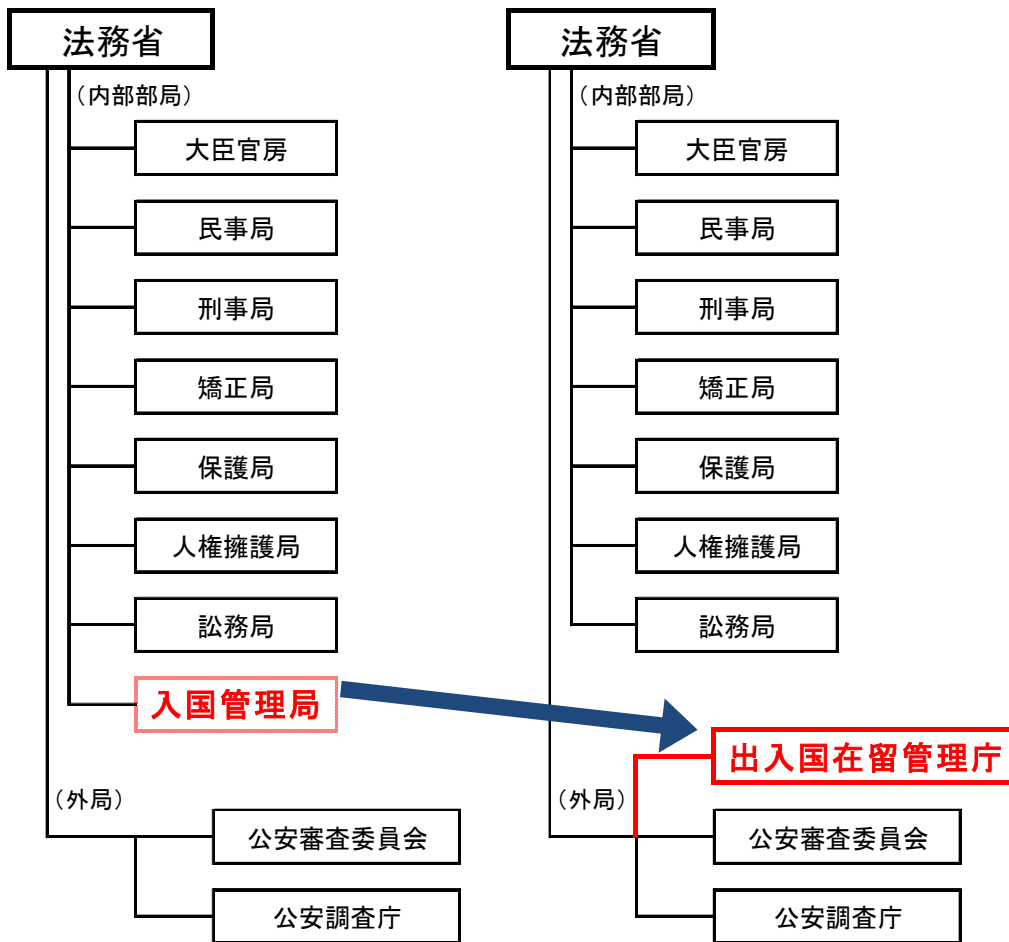 法務省
（内部部局）
大臣官房
民事局
刑事局
矯正局
保護局
人権擁護局
訟務局
入国管理局
（外局）
公安審査委員会
公安調査庁
法務省
（内部部局）
大臣官房
民事局
刑事局
矯正局
保護局
人権擁護局
訟務局
出入国在留管理庁
（外局）
公安審査委員会
公安調査庁